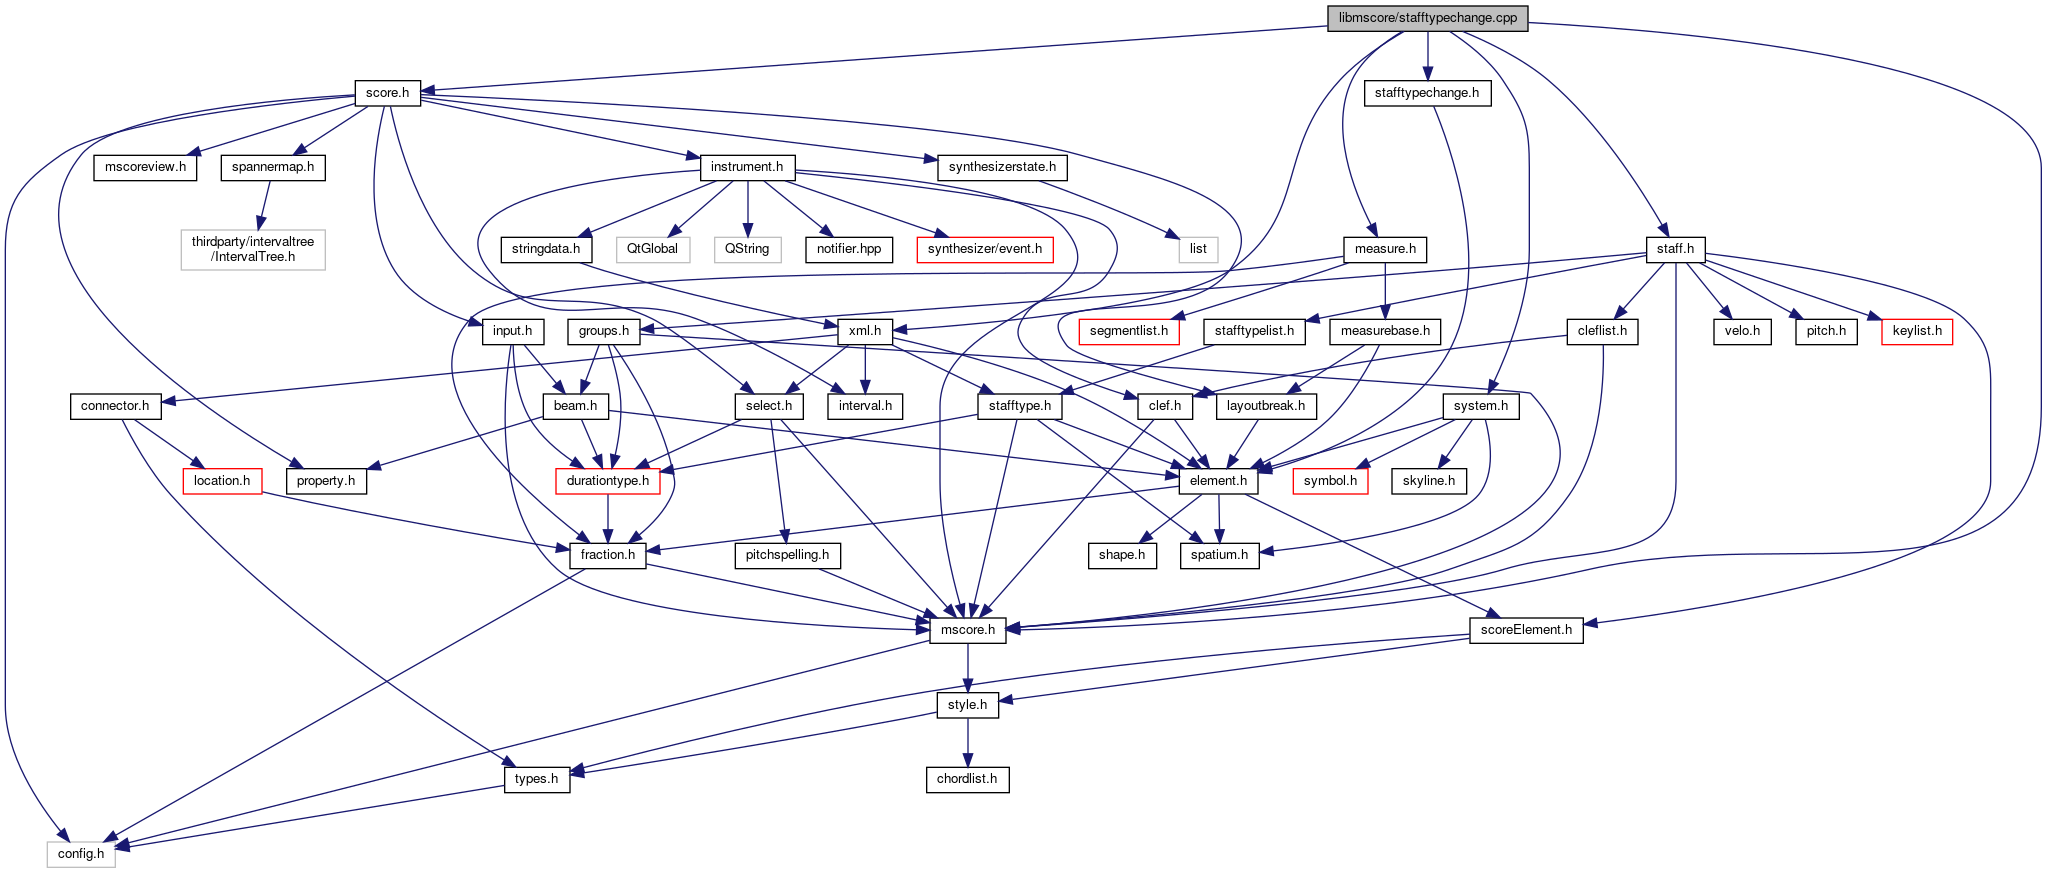 libmscore/stafftypechange.cpp
score.h
stafftypechange.h
mscoreview.h
spannermap.h
instrument.h
synthesizerstate.h
thirdparty/intervaltree
/IntervalTree.h
stringdata.h
QtGlobal
QString
notifier.hpp
synthesizer/event.h
list
measure.h
staff.h
input.h
groups.h
xml.h
segmentlist.h
stafftypelist.h
measurebase.h
cleflist.h
velo.h
pitch.h
keylist.h
connector.h
beam.h
select.h
interval.h
stafftype.h
clef.h
layoutbreak.h
system.h
location.h
property.h
durationtype.h
element.h
symbol.h
skyline.h
fraction.h
pitchspelling.h
shape.h
spatium.h
mscore.h
scoreElement.h
style.h
types.h
chordlist.h
config.h